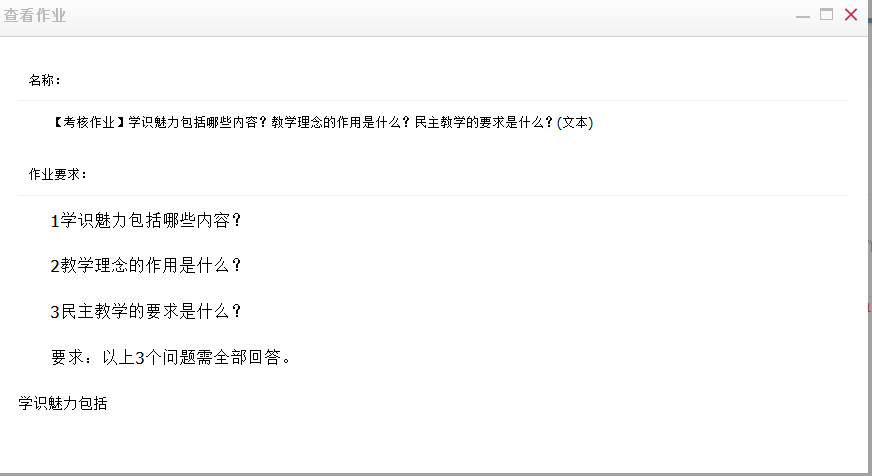 查看作业
名称：
【考核作业】学识魅力包括哪些内容？教学理念的作用是什么？民主教学的要求是什么？(文本)
作业要求：
1学识魅力包括哪些内容？
2教学理念的作用是什么？
3民主教学的要求是什么？
要求：以上3个问题需全部回答。
学识魅力包括